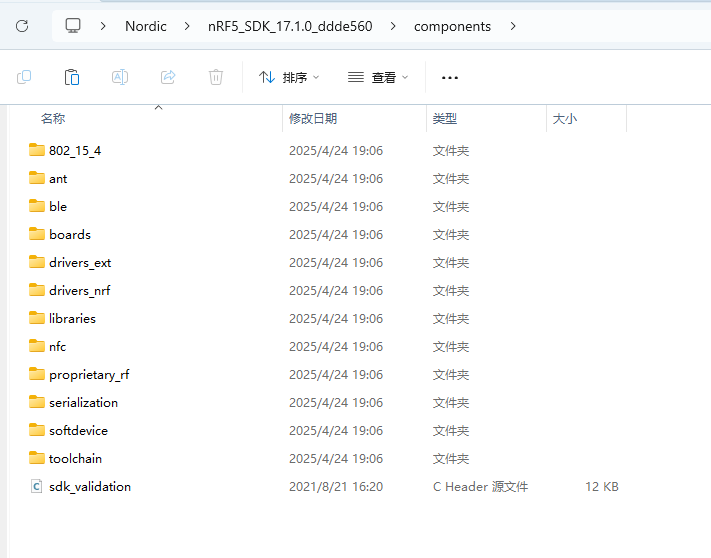 Nordic > nRF5_SDK_17.1.0_ddde560 > components >
排序 查看 ...
名称 修改日期 类型 大小
802_15_4 2025/4/24 19:06 文件夹
ant 2025/4/24 19:06 文件夹
ble 2025/4/24 19:06 文件夹
boards 2025/4/24 19:06 文件夹
drivers_ext 2025/4/24 19:06 文件夹
drivers_nrf 2025/4/24 19:06 文件夹
libraries 2025/4/24 19:06 文件夹
nfc 2025/4/24 19:06 文件夹
proprietary_rf 2025/4/24 19:06 文件夹
serialization 2025/4/24 19:06 文件夹
softdevice 2025/4/24 19:06 文件夹
toolchain 2025/4/24 19:06 文件夹
sdk_validation 2021/8/21 16:20 C Header 源文件 12 KB